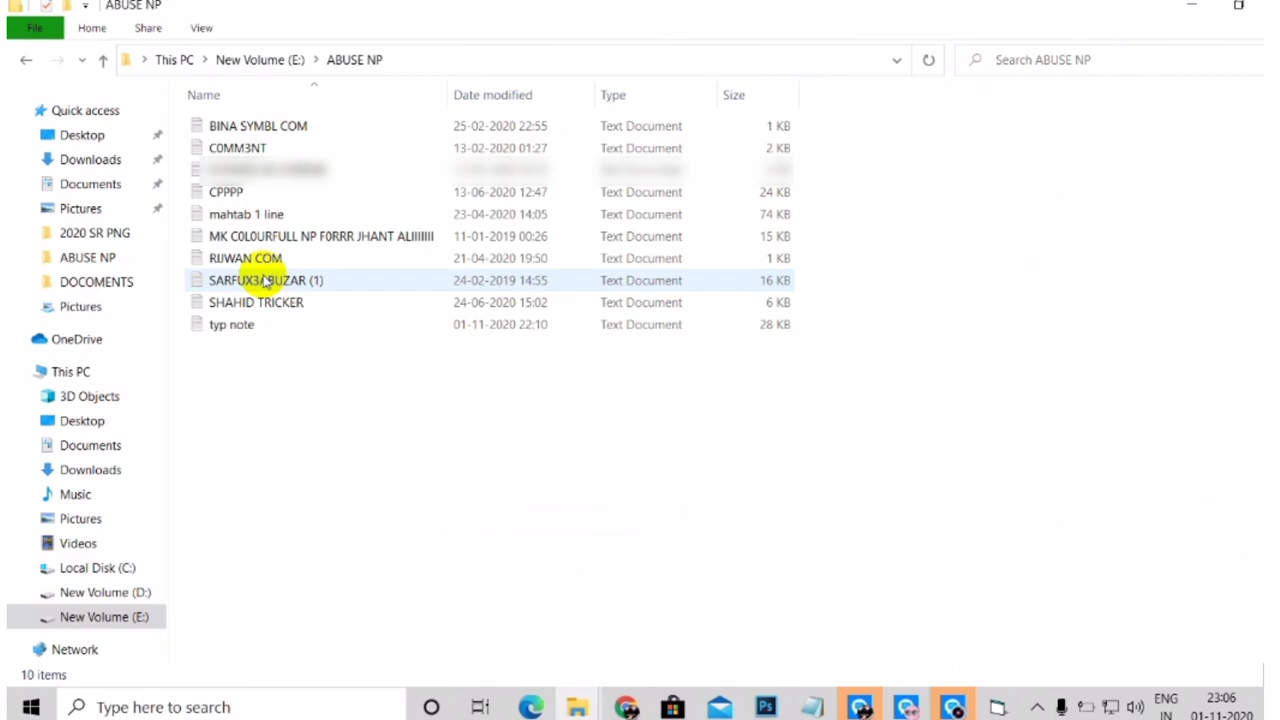 ABUSE NP
File Home Share View
This PC New Volume (E:) ABUSE NP Search ABUSE NP
Name Date modified Type Size
Quick access
Desktop
Downloads
Documents
Pictures
2020 SR PNG
ABUSE NP
DOCOMENTS
Pictures
OneDrive
This PC
3D Objects
Desktop
Documents
Downloads
Music
Pictures
Videos
Local Disk (C:)
New Volume (D:)
New Volume (E:)
Network
BINA SYMBL COM 25-02-2020 22:55 Text Document 1 KB
C0MM3NT 13-02-2020 01:27 Text Document 2 KB
CPPPP 13-06-2020 12:47 Text Document 24 KB
mahtab 1 line 23-04-2020 14:05 Text Document 74 KB
MK C0L0URFULL NP F0RRR JHANT ALIIIIIII 11-01-2019 00:26 Text Document 15 KB
RIJWAN COM 21-04-2020 19:50 Text Document 1 KB
(1) 24-02-2019 14:55 Text Document 16 KB
SHAHID TRICKER 24-06-2020 15:02 Text Document 6 KB
typ note 01-11-2020 22:10 Text Document 28 KB
10 items
Type here to search Ps ENG 23:06
IN 01-11-2020